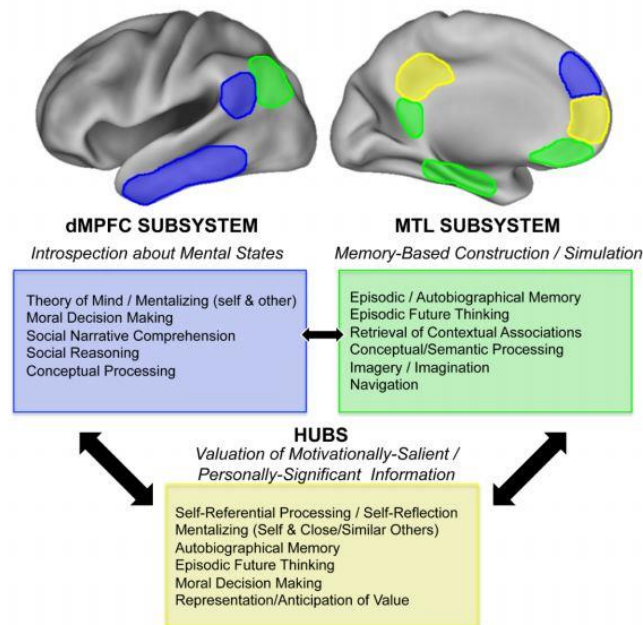 dMPFC SUBSYSTEM
Introspection about Mental States
Theory of Mind / Mentalizing (self & other)
Moral Decision Making
Social Narrative Comprehension
Social Reasoning
Conceptual Processing
MTL SUBSYSTEM
Memory-Based Construction / Simulation
Episodic / Autobiographical Memory
Episodic Future Thinking
Retrieval of Contextual Associations
Conceptual/Semantic Processing
Imagery / Imagination
Navigation
HUBS
Valuation of Motivationally-Salient /
Personally-Significant Information
Self-Referential Processing / Self-Reflection
Mentalizing (Self & Close/Similar Others)
Autobiographical Memory
Episodic Future Thinking
Moral Decision Making
Representation/Anticipation of Value